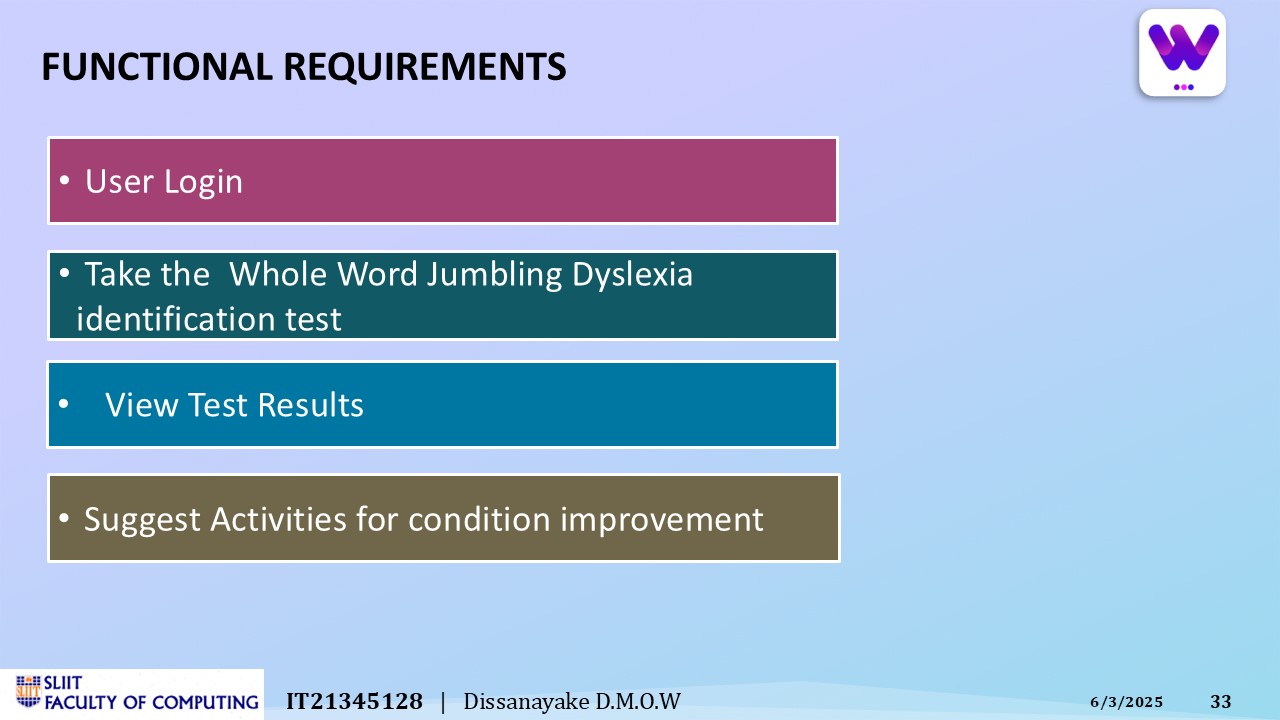 FUNCTIONAL REQUIREMENTS
• User Login
• Take the  Whole Word Jumbling Dyslexia
identification test
• View Test Results
• Suggest Activities for condition improvement
SLIIT
SLIIT
FACULTY OF COMPUTING
IT21345128 | Dissanayake D.M.O.W
6/3/2025
33